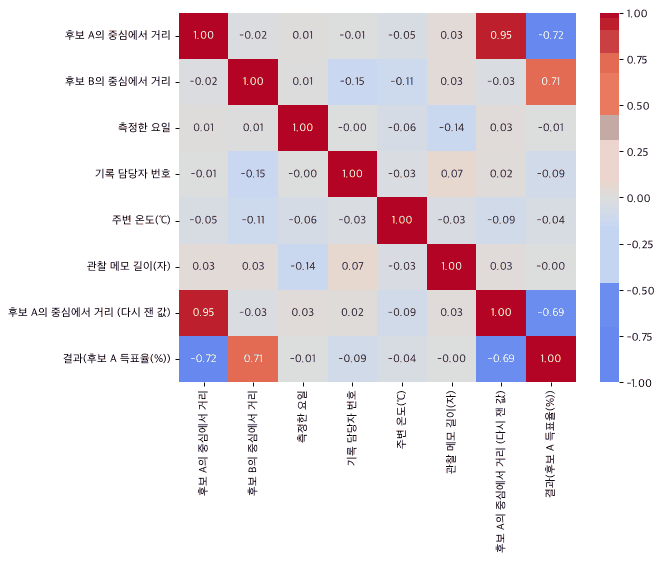 후보 A의 중심에서 거리 1.00 -0.02 0.01 -0.01 -0.05 0.03 0.95 -0.72
후보 B의 중심에서 거리 -0.02 1.00 0.01 -0.15 -0.11 0.03 -0.03 0.71
측정한 요일 0.01 0.01 1.00 -0.00 -0.06 -0.14 0.03 -0.01
기록 담당자 번호 -0.01 -0.15 -0.00 1.00 -0.03 0.07 0.02 -0.09
주변 온도(℃) -0.05 -0.11 -0.06 -0.03 1.00 -0.03 -0.09 -0.04
관찰 메모 길이(자) 0.03 0.03 -0.14 0.07 -0.03 1.00 0.03 -0.00
후보 A의 중심에서 거리 (다시 잰 값) 0.95 -0.03 0.03 0.02 -0.09 0.03 1.00 -0.69
결과(후보 A 득표율(%)) -0.72 0.71 -0.01 -0.09 -0.04 -0.00 -0.69 1.00
후보 A의 중심에서 거리
후보 B의 중심에서 거리
측정한 요일
기록 담당자 번호
주변 온도(℃)
관찰 메모 길이(자)
후보 A의 중심에서 거리 (다시 잰 값)
결과(후보 A 득표율(%))
1.00
0.75
0.50
0.25
0.00
-0.25
-0.50
-0.75
-1.00